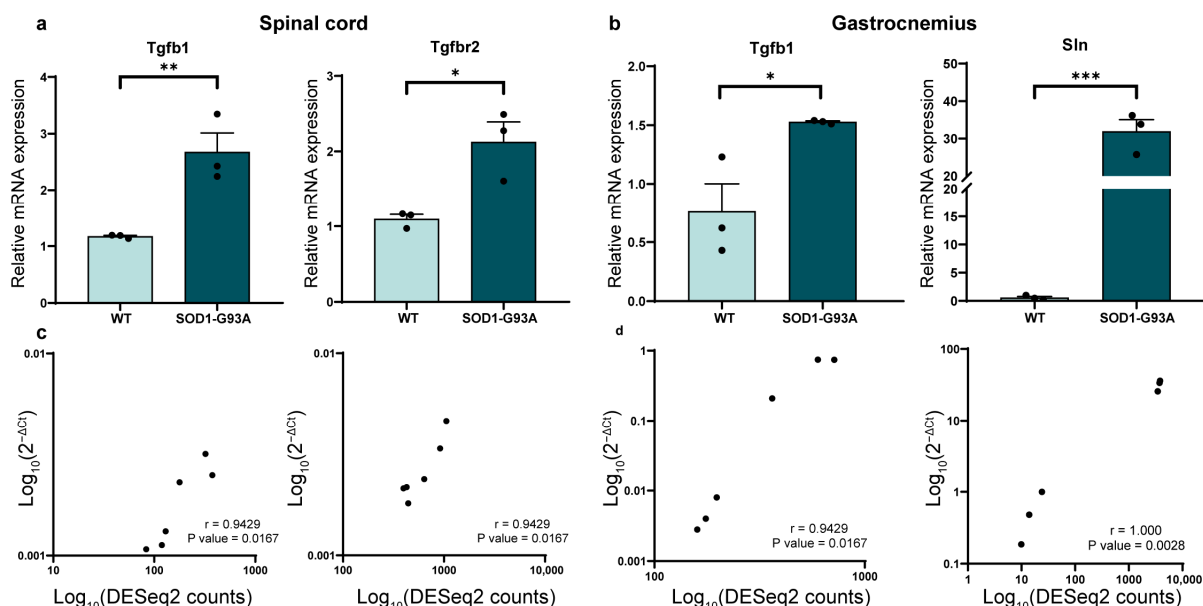 a
Spinal cord
b
Gastrocnemius
Tgfb1
Relative mRNA expression
4
3
2
1
0
**
WT
SOD1-G93A
Tgfbr2
Relative mRNA expression
3
2
1
0
*
WT
SOD1-G93A
Tgfb1
Relative mRNA expression
2.0
1.5
1.0
0.5
0.0
*
WT
SOD1-G93A
Sln
Relative mRNA expression
50
40
30
20
20
15
10
5
0
***
WT
SOD1-G93A
c
Log10(2−ΔCt)
0.01
0.001
10
100
1000
r = 0.9429
P value = 0.0167
Log10(DESeq2 counts)
Log10(2−ΔCt)
0.01
0.001
100
1000
10,000
r = 0.9429
P value = 0.0167
Log10(DESeq2 counts)
d
Log10(2−ΔCt)
1
0.1
0.01
0.001
100
1000
r = 0.9429
P value = 0.0167
Log10(DESeq2 counts)
Log10(2−ΔCt)
100
10
1
0.1
1
10
100
1000
10,000
r = 1.000
P value = 0.0028
Log10(DESeq2 counts)